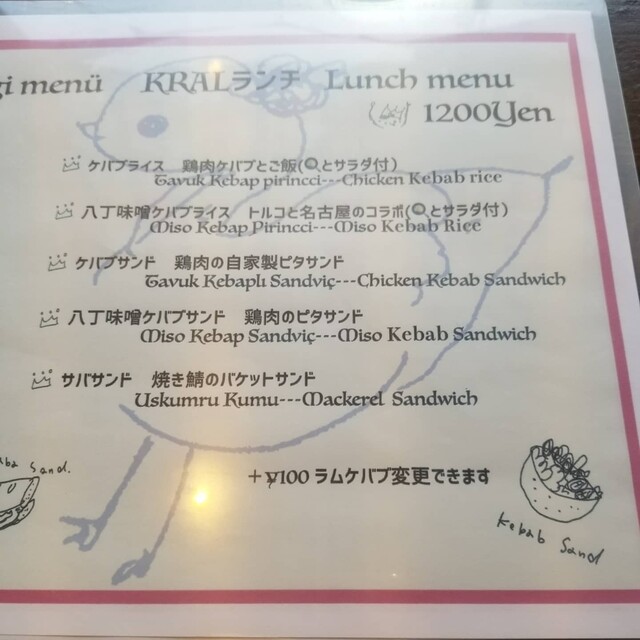 gi menü KRALランチ Lunch menu
1200Yen
ケバブライス 鶏肉ケバブとご飯(とサラダ付)
Tavuk Kebap pirincci---Chicken Kebab rice
八丁味噌ケバブライス トルコと名古屋のコラボ(とサラダ付)
Miso Kebap Pirincci---Miso Kebab Rice
ケバブサンド 鶏肉の自家製ピタサンド
Tavuk Kebaplı Sandviç---Chicken Kebab Sandwich
八丁味噌ケバブサンド 鶏肉のピタサンド
Miso Kebap Sandviç---Miso Kebab Sandwich
サバサンド 焼き鯖のバケットサンド
Uskumru Kumu---Mackerel Sandwich
aba Sand.
+¥100 ラムケバブ変更できます
Kebab Sand